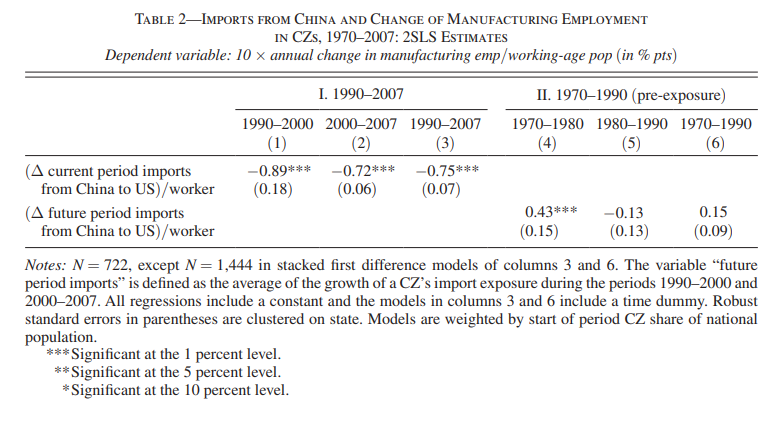 TABLE 2—IMPORTS FROM CHINA AND CHANGE OF MANUFACTURING EMPLOYMENT
IN CZS, 1970–2007: 2SLS ESTIMATES
Dependent variable: 10 × annual change in manufacturing emp/working-age pop (in % pts)
I. 1990–2007 II. 1970–1990 (pre-exposure)
1990–2000 2000–2007 1990–2007 1970–1980 1980–1990 1970–1990
(1) (2) (3) (4) (5) (6)
(Δ current period imports −0.89*** −0.72*** −0.75***
from China to US)/worker (0.18) (0.06) (0.07)
(Δ future period imports 0.43*** −0.13 0.15
from China to US)/worker (0.15) (0.13) (0.09)
Notes: N = 722, except N = 1,444 in stacked first difference models of columns 3 and 6. The variable “future
period imports” is defined as the average of the growth of a CZ’s import exposure during the periods 1990–2000 and
2000–2007. All regressions include a constant and the models in columns 3 and 6 include a time dummy. Robust
standard errors in parentheses are clustered on state. Models are weighted by start of period CZ share of national
population.
***Significant at the 1 percent level.
**Significant at the 5 percent level.
*Significant at the 10 percent level.